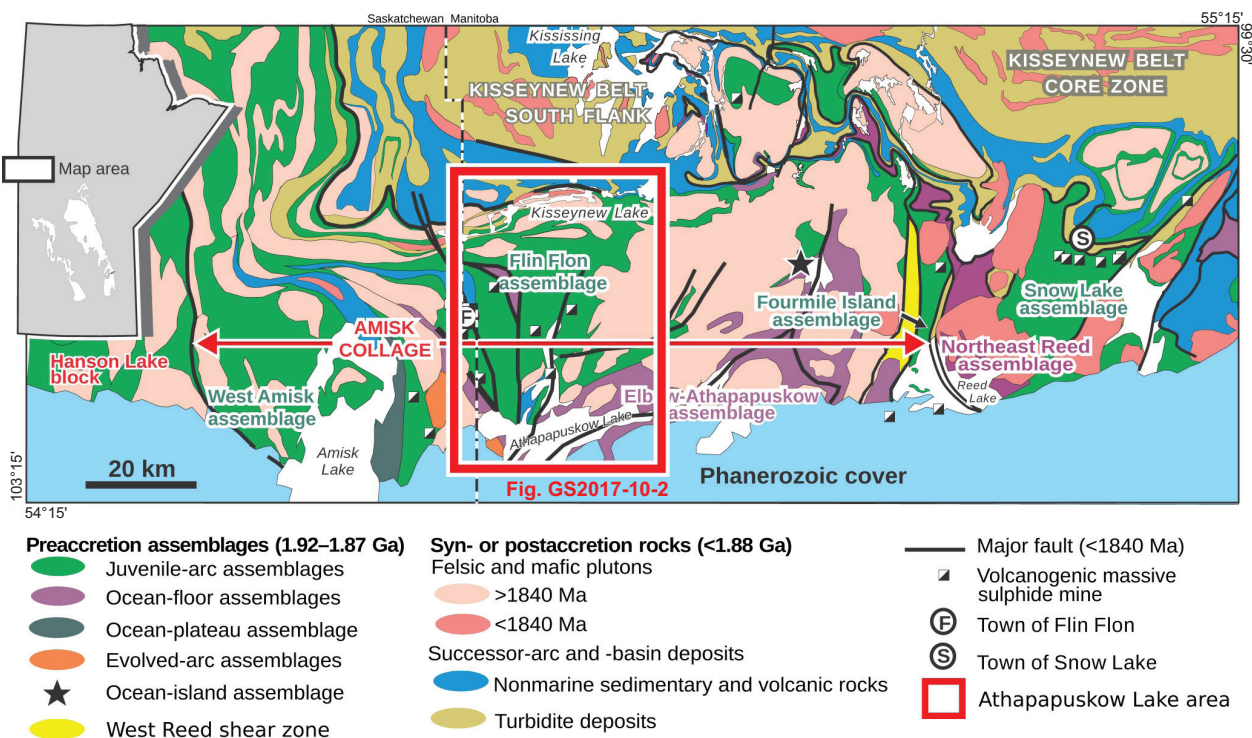 Saskatchewan Manitoba
55°15'
99°30'
Kississing
Lake
KISSEYNEW BELT
SOUTH FLANK
KISSEYNEW BELT
CORE ZONE
Map area
Kisseynew Lake
Flin Flon
assemblage
F
S
Fourmile Island
assemblage
Snow Lake
assemblage
AMISK
COLLAGE
Hanson Lake
block
Northeast Reed
assemblage
West Amisk
assemblage
Elbow-Athapapuskow
assemblage
Reed
Lake
Athapapuskow Lake
Amisk
Lake
20 km
Phanerozoic cover
Fig. GS2017-10-2
103°15'
54°15'
Preaccretion assemblages (1.92–1.87 Ga)
Juvenile-arc assemblages
Ocean-floor assemblages
Ocean-plateau assemblage
Evolved-arc assemblages
Ocean-island assemblage
West Reed shear zone
Syn- or postaccretion rocks (<1.88 Ga)
Felsic and mafic plutons
>1840 Ma
<1840 Ma
Successor-arc and -basin deposits
Nonmarine sedimentary and volcanic rocks
Turbidite deposits
Major fault (<1840 Ma)
Volcanogenic massive
sulphide mine
F Town of Flin Flon
S Town of Snow Lake
Athapapuskow Lake area